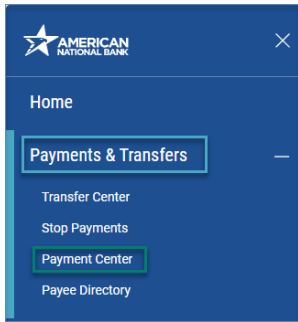 AMERICAN
NATIONAL BANK
Home
Payments & Transfers
Transfer Center
Stop Payments
Payment Center
Payee Directory